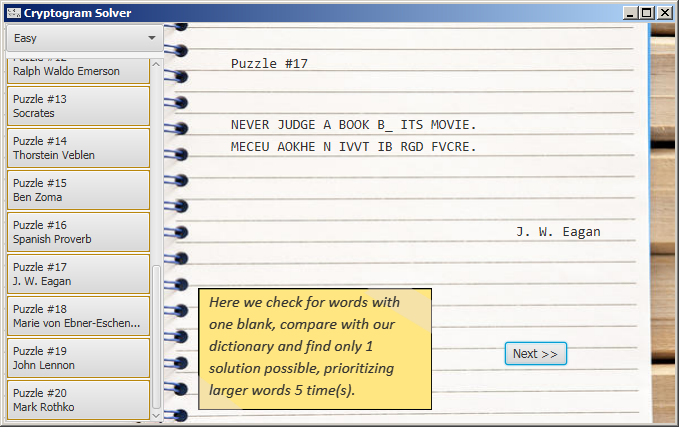 Cryptogram Solver
Easy
Puzzle #12
Ralph Waldo Emerson
Puzzle #13
Socrates
Puzzle #14
Thorstein Veblen
Puzzle #15
Ben Zoma
Puzzle #16
Spanish Proverb
Puzzle #17
J. W. Eagan
Puzzle #18
Marie von Ebner-Eschen...
Puzzle #19
John Lennon
Puzzle #20
Mark Rothko
Puzzle #17
NEVER JUDGE A BOOK B_ ITS MOVIE.
MECEU AOKHE N IVVT IB RGD FVCRE.
J. W. Eagan
Here we check for words with
one blank, compare with our
dictionary and find only 1
solution possible, prioritizing
larger words 5 time(s).
Next >>